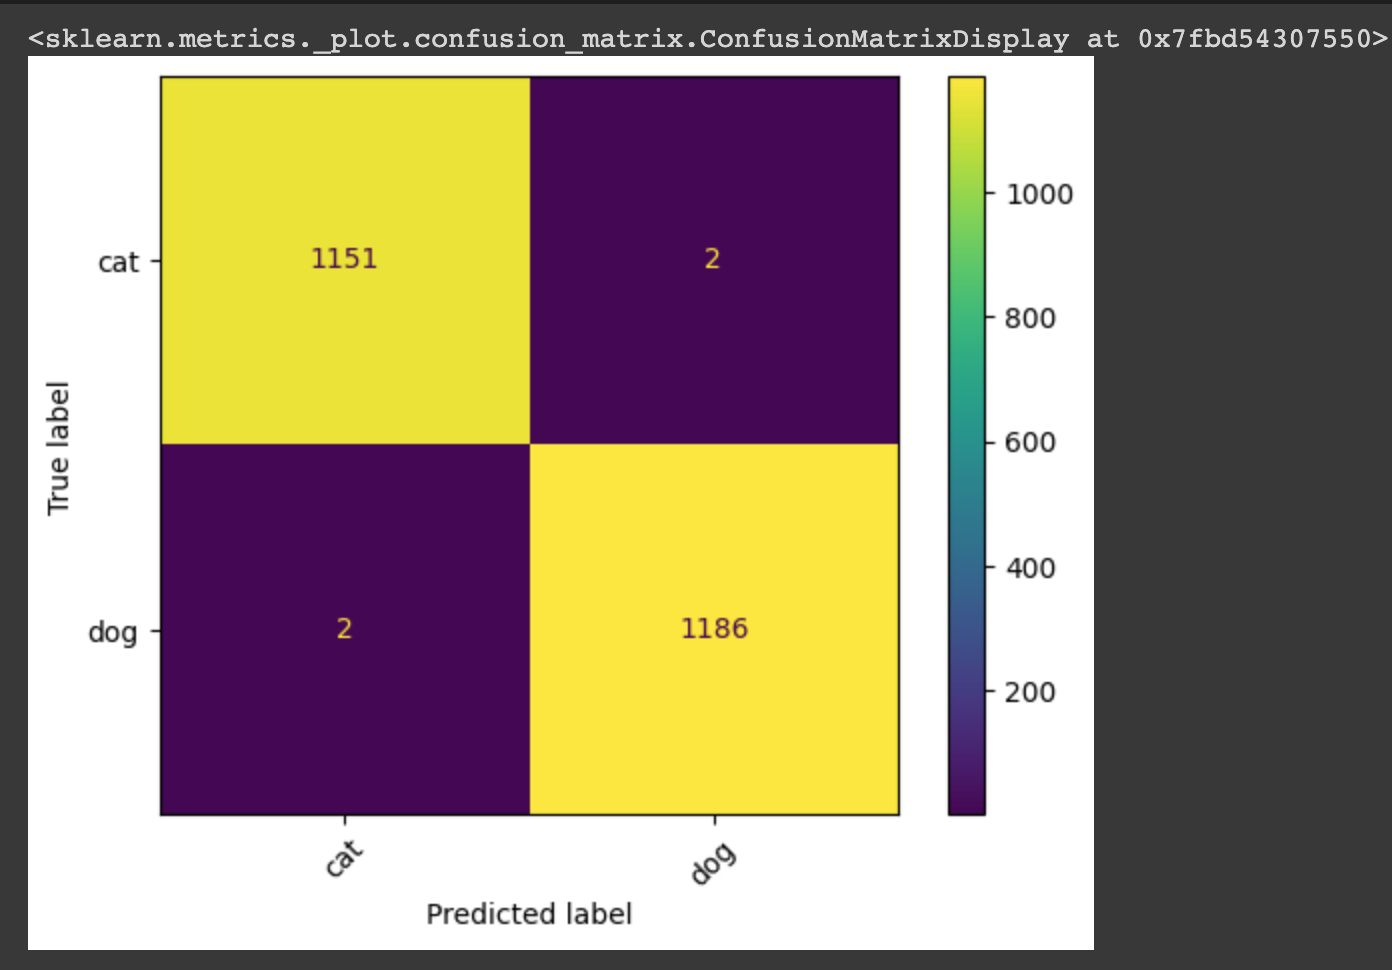 <sklearn.metrics._plot.confusion_matrix.ConfusionMatrixDisplay at 0x7fbd54307550>
1000
cat
1151
2
800
True label
600
400
dog
2
1186
200
cat
dog
Predicted label